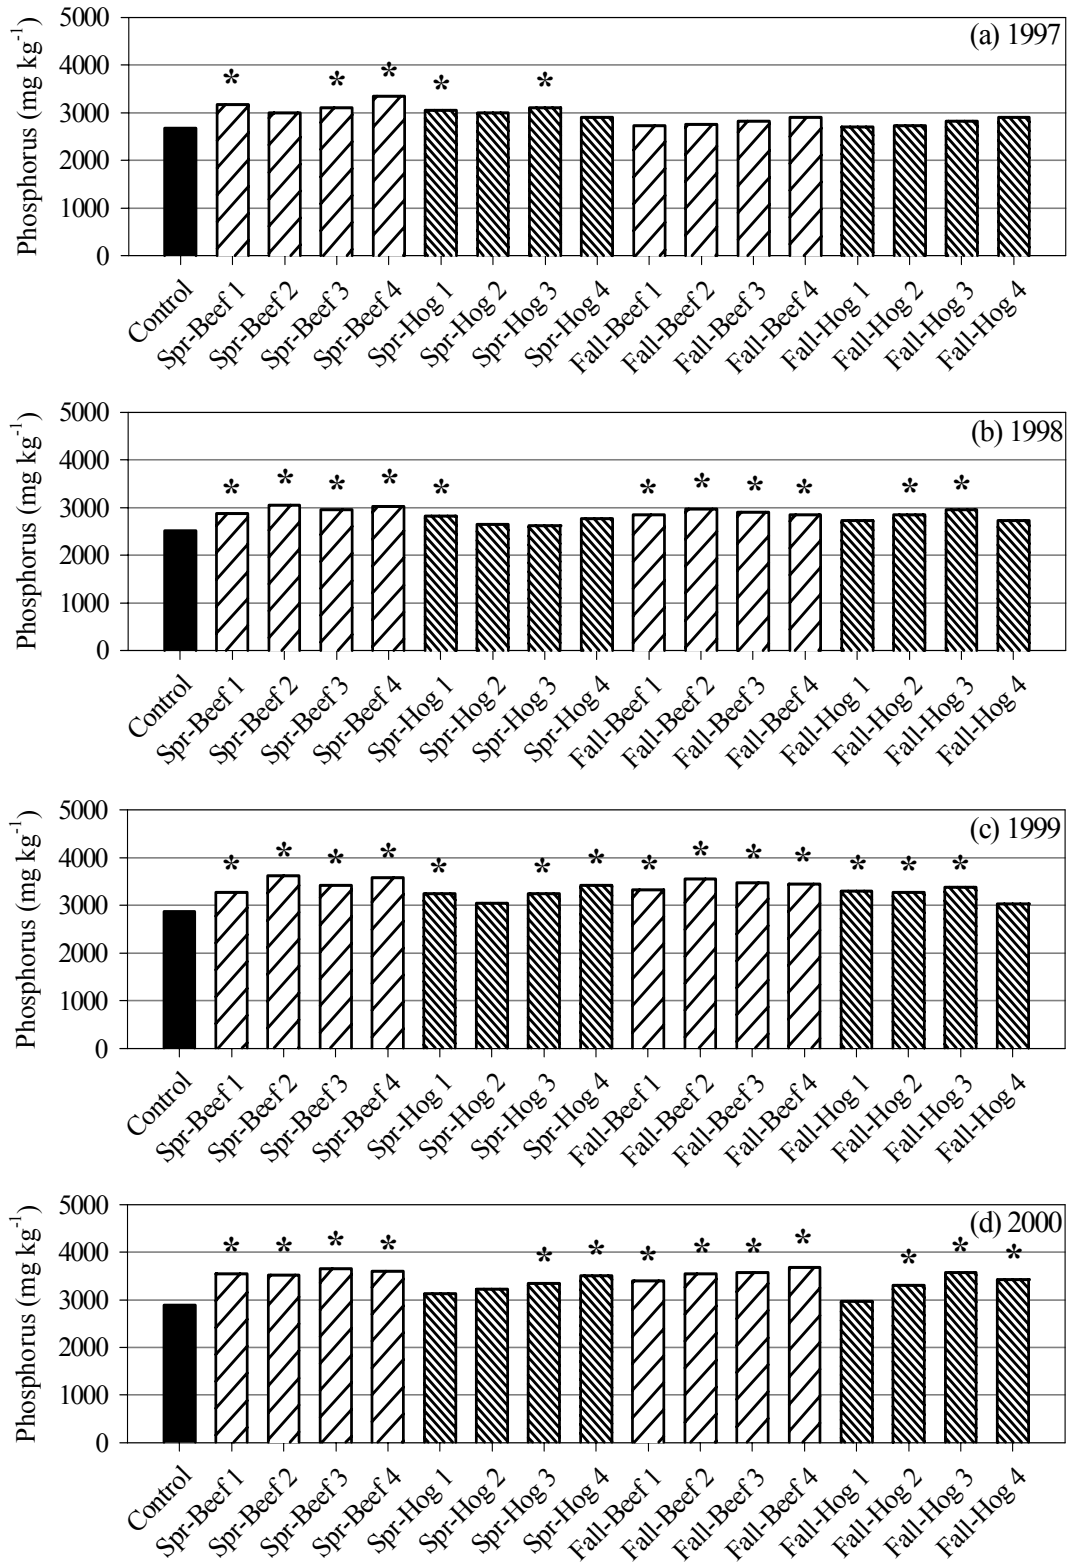 (a) 1997
Phosphorus (mg kg-1)
5000
4000
3000
2000
1000
0
* * * * * *
Control Spr-Beef 1 Spr-Beef 2 Spr-Beef 3 Spr-Beef 4 Spr-Hog 1 Spr-Hog 2 Spr-Hog 3 Spr-Hog 4 Fall-Beef 1 Fall-Beef 2 Fall-Beef 3 Fall-Beef 4 Fall-Hog 1 Fall-Hog 2 Fall-Hog 3 Fall-Hog 4
(b) 1998
Phosphorus (mg kg-1)
5000
4000
3000
2000
1000
0
* * * * * * * * * * *
Control Spr-Beef 1 Spr-Beef 2 Spr-Beef 3 Spr-Beef 4 Spr-Hog 1 Spr-Hog 2 Spr-Hog 3 Spr-Hog 4 Fall-Beef 1 Fall-Beef 2 Fall-Beef 3 Fall-Beef 4 Fall-Hog 1 Fall-Hog 2 Fall-Hog 3 Fall-Hog 4
(c) 1999
Phosphorus (mg kg-1)
5000
4000
3000
2000
1000
0
* * * * * * * * * * * * * *
Control Spr-Beef 1 Spr-Beef 2 Spr-Beef 3 Spr-Beef 4 Spr-Hog 1 Spr-Hog 2 Spr-Hog 3 Spr-Hog 4 Fall-Beef 1 Fall-Beef 2 Fall-Beef 3 Fall-Beef 4 Fall-Hog 1 Fall-Hog 2 Fall-Hog 3 Fall-Hog 4
(d) 2000
Phosphorus (mg kg-1)
5000
4000
3000
2000
1000
0
* * * * * * * * * * * * *
Control Spr-Beef 1 Spr-Beef 2 Spr-Beef 3 Spr-Beef 4 Spr-Hog 1 Spr-Hog 2 Spr-Hog 3 Spr-Hog 4 Fall-Beef 1 Fall-Beef 2 Fall-Beef 3 Fall-Beef 4 Fall-Hog 1 Fall-Hog 2 Fall-Hog 3 Fall-Hog 4